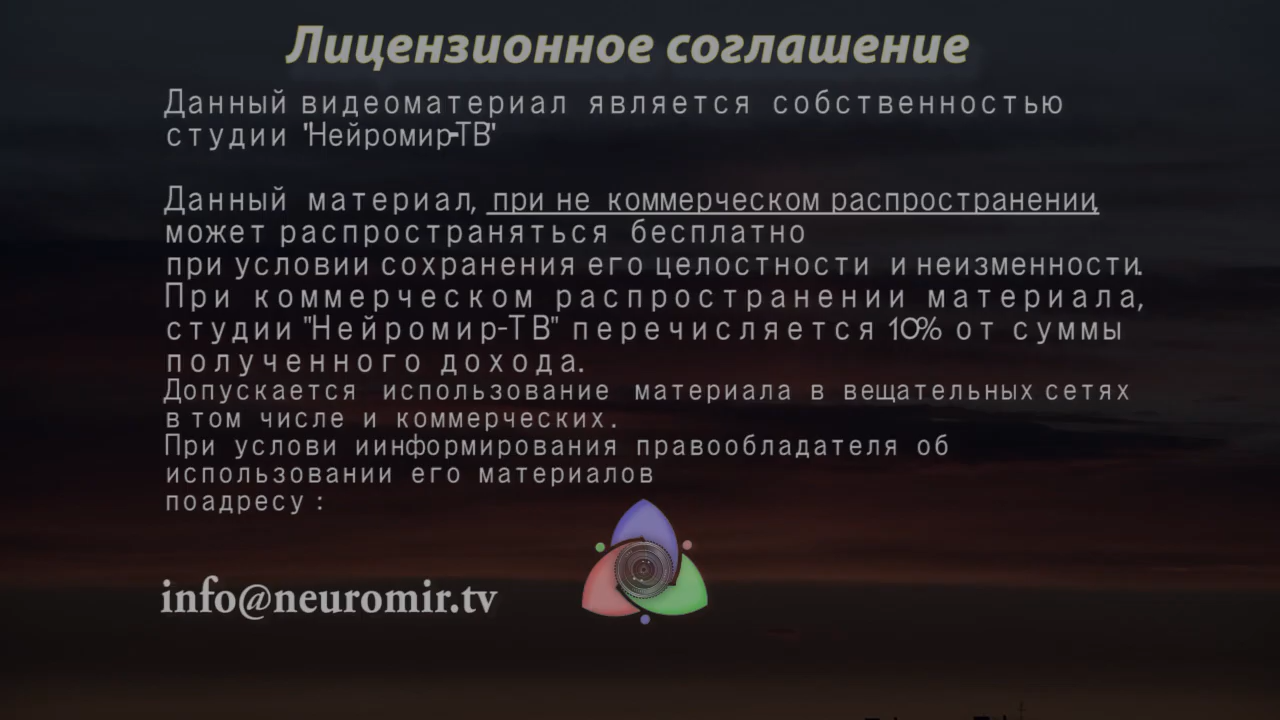 Лицензионное соглашение
Данный видеоматериал является собственностью
студии "Нейромир-ТВ"
Данный материал, при не коммерческом распространении,
может распространяться бесплатно
при условии сохранения его целостности и неизменности.
При коммерческом распространении материала,
студии "Нейромир-ТВ" перечисляется 10% от суммы
полученного дохода.
Допускается использование материала в вещательных сетях
в том числе и коммерческих.
При услови иинформирования правообладателя об
использовании его материалов
поадресу :
info@neuromir.tv